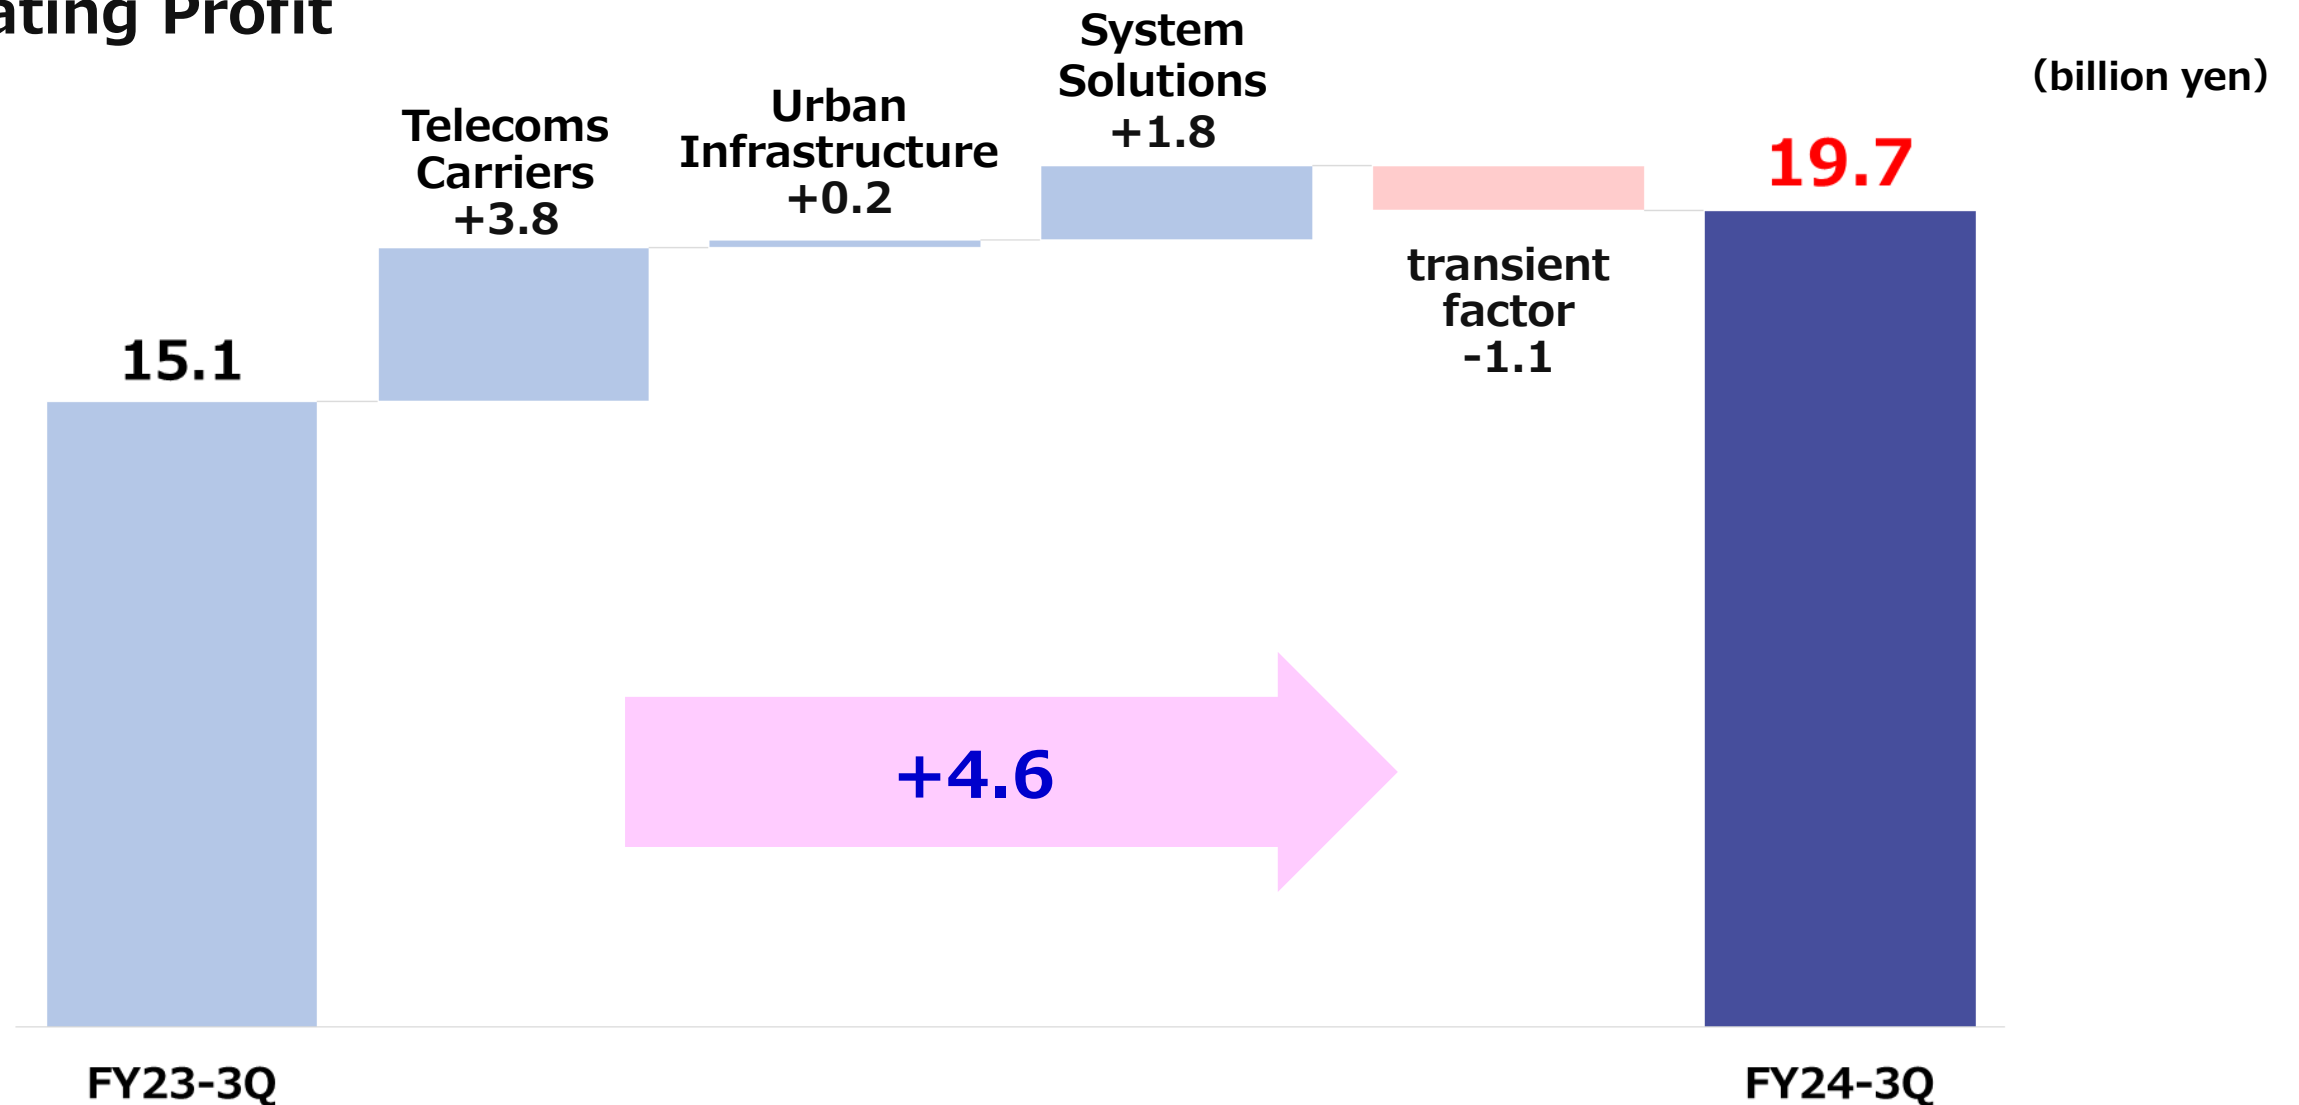 ating Profit
(billion yen)
System
Solutions
+1.8
Urban
Infrastructure
+0.2
Telecoms
Carriers
+3.8
19.7
transient
factor
-1.1
15.1
+4.6
FY23-3Q
FY24-3Q